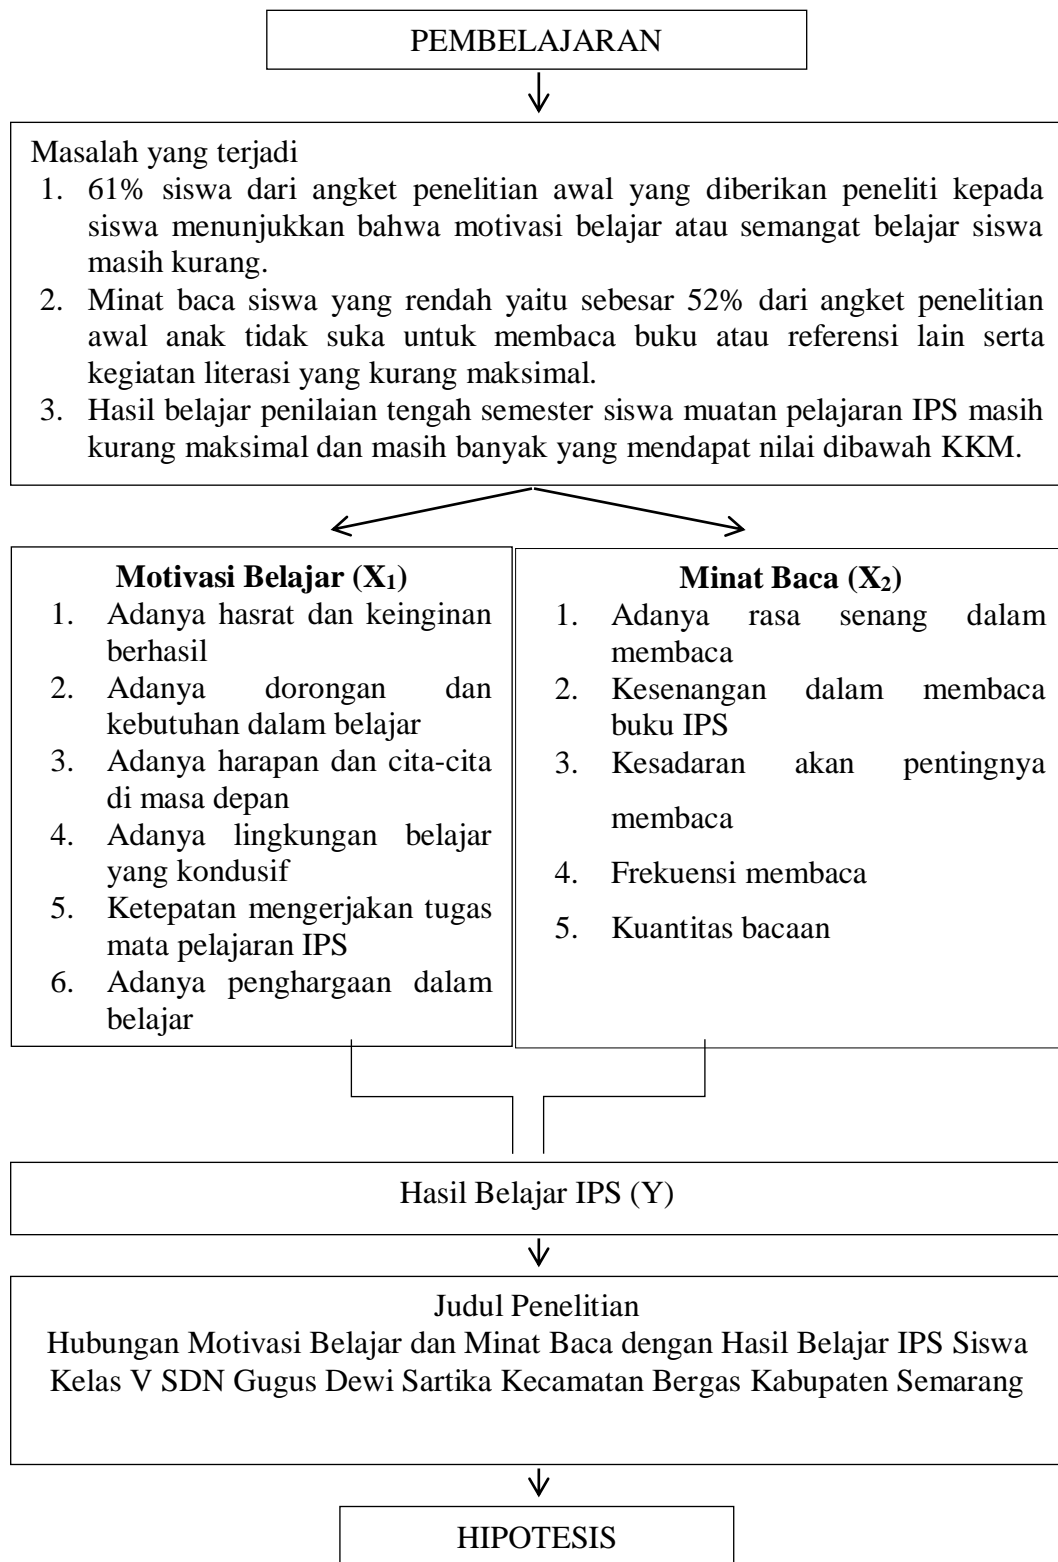 PEMBELAJARAN
Masalah yang terjadi
1. 61% siswa dari angket penelitian awal yang diberikan peneliti kepada
siswa menunjukkan bahwa motivasi belajar atau semangat belajar siswa
masih kurang.
2. Minat baca siswa yang rendah yaitu sebesar 52% dari angket penelitian
awal anak tidak suka untuk membaca buku atau referensi lain serta
kegiatan literasi yang kurang maksimal.
3. Hasil belajar penilaian tengah semester siswa muatan pelajaran IPS masih
kurang maksimal dan masih banyak yang mendapat nilai dibawah KKM.
Motivasi Belajar (X₁)
1. Adanya hasrat dan keinginan
berhasil
2. Adanya dorongan dan
kebutuhan dalam belajar
3. Adanya harapan dan cita-cita
di masa depan
4. Adanya lingkungan belajar
yang kondusif
5. Ketepatan mengerjakan tugas
mata pelajaran IPS
6. Adanya penghargaan dalam
belajar
Minat Baca (X₂)
1. Adanya rasa senang dalam
membaca
2. Kesenangan dalam membaca
buku IPS
3. Kesadaran akan pentingnya
membaca
4. Frekuensi membaca
5. Kuantitas bacaan
Hasil Belajar IPS (Y)
Judul Penelitian
Hubungan Motivasi Belajar dan Minat Baca dengan Hasil Belajar IPS Siswa
Kelas V SDN Gugus Dewi Sartika Kecamatan Bergas Kabupaten Semarang
HIPOTESIS